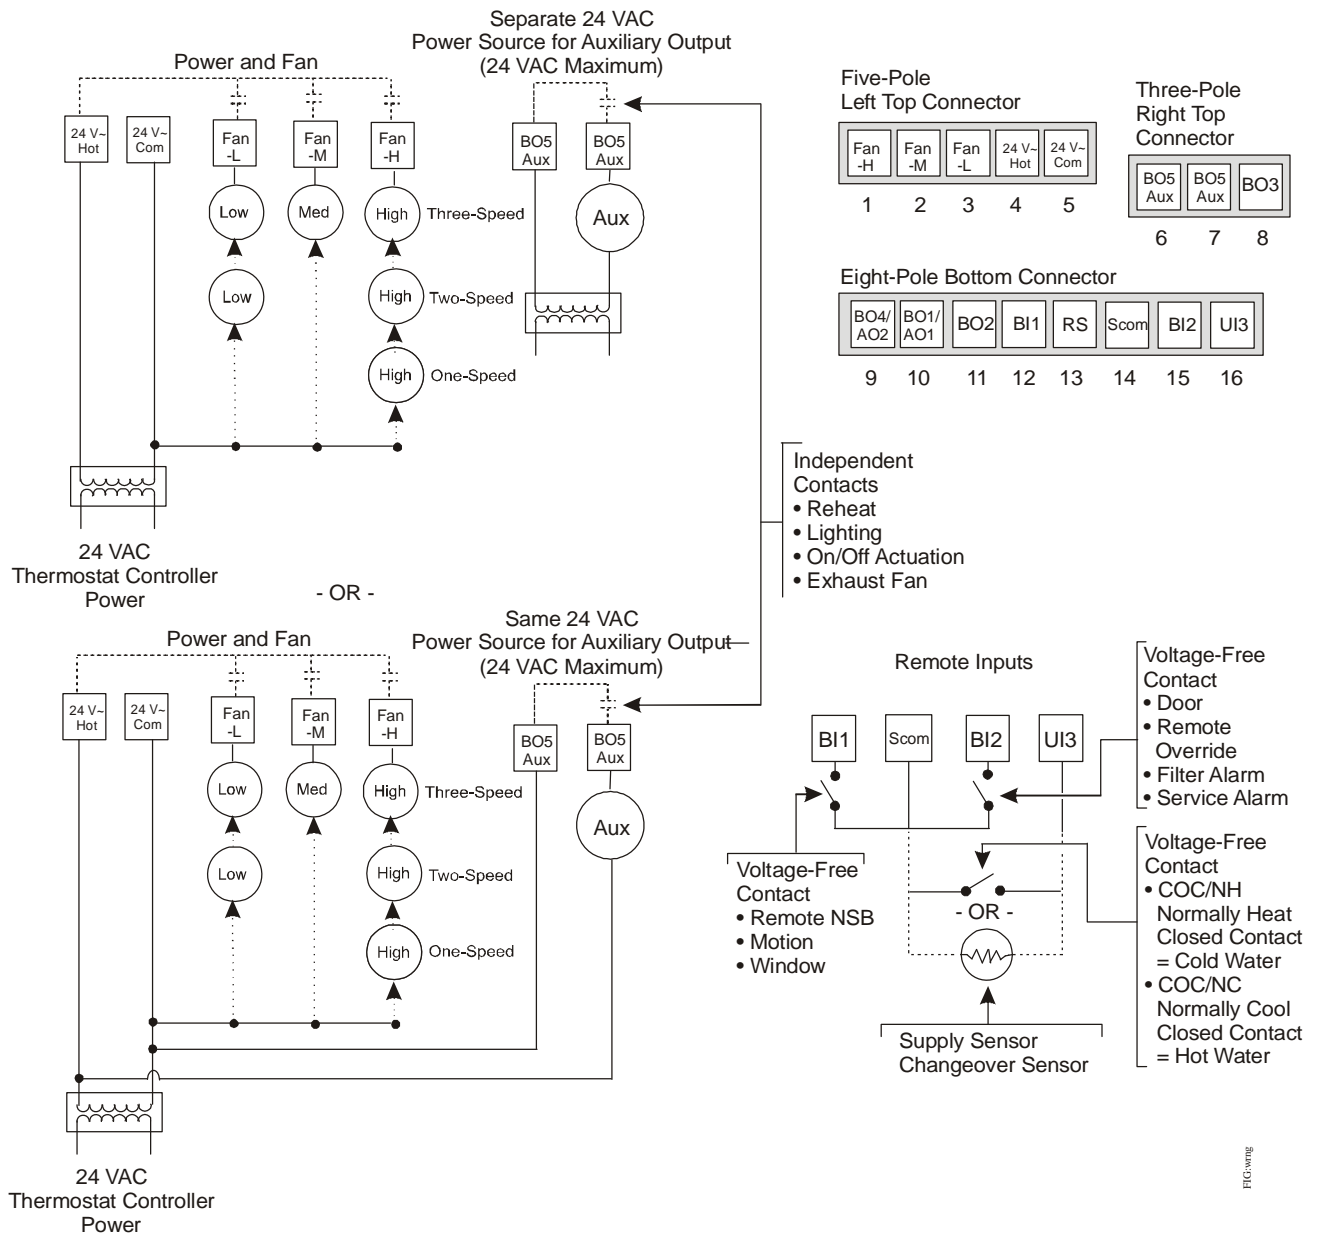 Separate 24 VAC
Power Source for Auxiliary Output
(24 VAC Maximum)
Power and Fan
24 V~
Hot
24 V~
Com
Fan
-L
Fan
-M
Fan
-H
BO5
Aux
BO5
Aux
Low
Med
High
Three-Speed
Aux
Low
High
Two-Speed
High
One-Speed
24 VAC
Thermostat Controller
Power
- OR -
Five-Pole
Left Top Connector
Fan
-H
Fan
-M
Fan
-L
24 V~
Hot
24 V~
Com
1 2 3 4 5
Three-Pole
Right Top
Connector
BO5
Aux
BO5
Aux
BO3
6 7 8
Eight-Pole Bottom Connector
BO4/
AO2
BO1/
AO1
BO2
BI1
RS
Scom
BI2
UI3
9 10 11 12 13 14 15 16
Independent
Contacts
• Reheat
• Lighting
• On/Off Actuation
• Exhaust Fan
Same 24 VAC
Power Source for Auxiliary Output
(24 VAC Maximum)
Power and Fan
24 V~
Hot
24 V~
Com
Fan
-L
Fan
-M
Fan
-H
BO5
Aux
BO5
Aux
Low
Med
High
Three-Speed
Aux
Low
High
Two-Speed
High
One-Speed
24 VAC
Thermostat Controller
Power
Remote Inputs
BI1
Scom
BI2
UI3
Voltage-Free
Contact
• Door
• Remote
Override
• Filter Alarm
• Service Alarm
Voltage-Free
Contact
• Remote NSB
• Motion
• Window
- OR -
Voltage-Free
Contact
• COC/NH
Normally Heat
Closed Contact
= Cold Water
• COC/NC
Normally Cool
Closed Contact
= Hot Water
Supply Sensor
Changeover Sensor
FIG:wrng